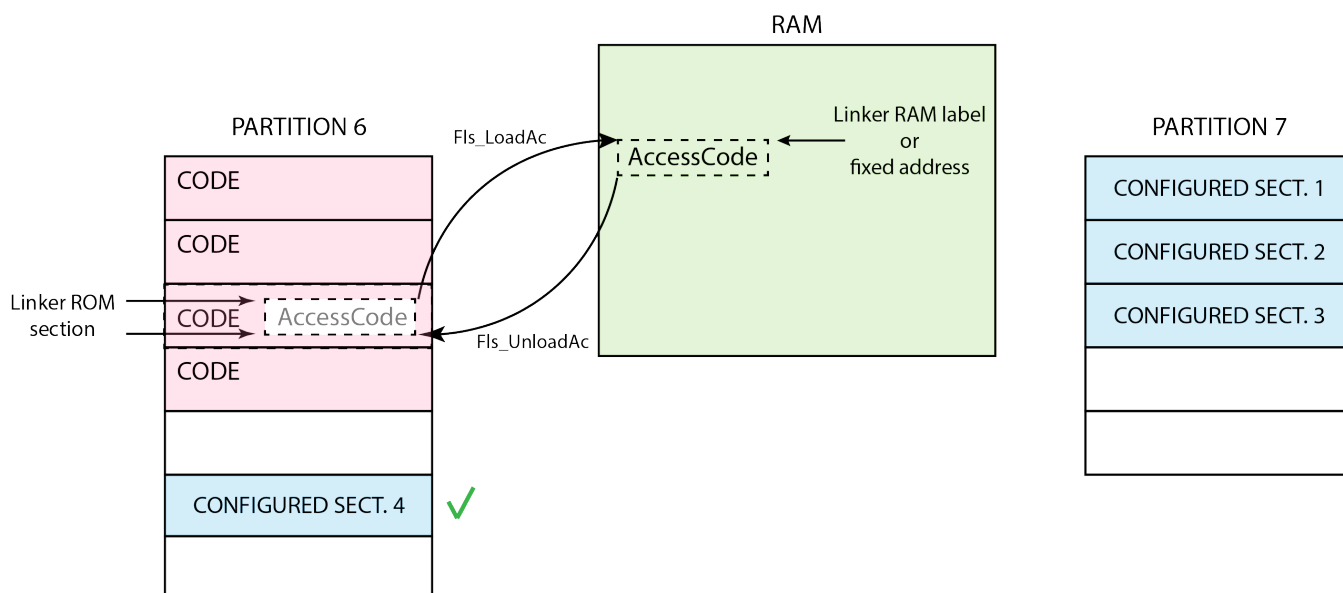 RAM
PARTITION 6
PARTITION 7
Fls_LoadAc
Linker RAM label
or
fixed address
AccessCode
CODE
CODE
Linker ROM
section
CODE
AccessCode
Fls_UnloadAc
CODE
CONFIGURED SECT. 4
CONFIGURED SECT. 1
CONFIGURED SECT. 2
CONFIGURED SECT. 3